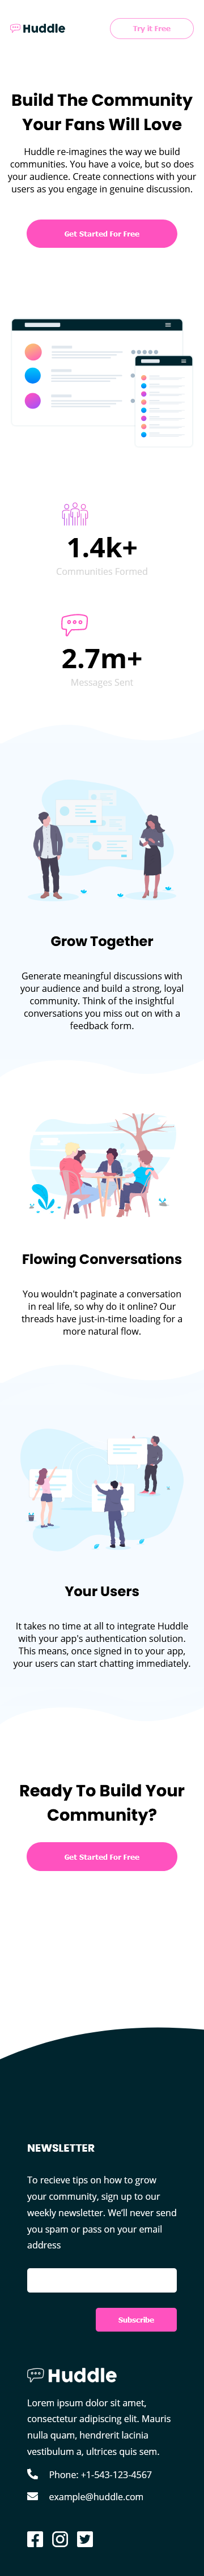 Huddle
Try it Free
Build The Community
Your Fans Will Love
Huddle re-imagines the way we build
communities. You have a voice, but so does
your audience. Create connections with your
users as you engage in genuine discussion.
Get Started For Free
1.4k+
Communities Formed
2.7m+
Messages Sent
Grow Together
Generate meaningful discussions with
your audience and build a strong, loyal
community. Think of the insightful
conversations you miss out on with a
feedback form.
Flowing Conversations
You wouldn't paginate a conversation
in real life, so why do it online? Our
threads have just-in-time loading for a
more natural flow.
Your Users
It takes no time at all to integrate Huddle
with your app's authentication solution.
This means, once signed in to your app,
your users can start chatting immediately.
Ready To Build Your
Community?
Get Started For Free
NEWSLETTER
To recieve tips on how to grow
your community, sign up to our
weekly newsletter. We'll never send
you spam or pass on your email
address
Subscribe
Huddle
Lorem ipsum dolor sit amet,
consectetur adipiscing elit. Mauris
nulla quam, hendrerit lacinia
vestibulum a, ultrices quis sem.
Phone: +1-543-123-4567
example@huddle.com